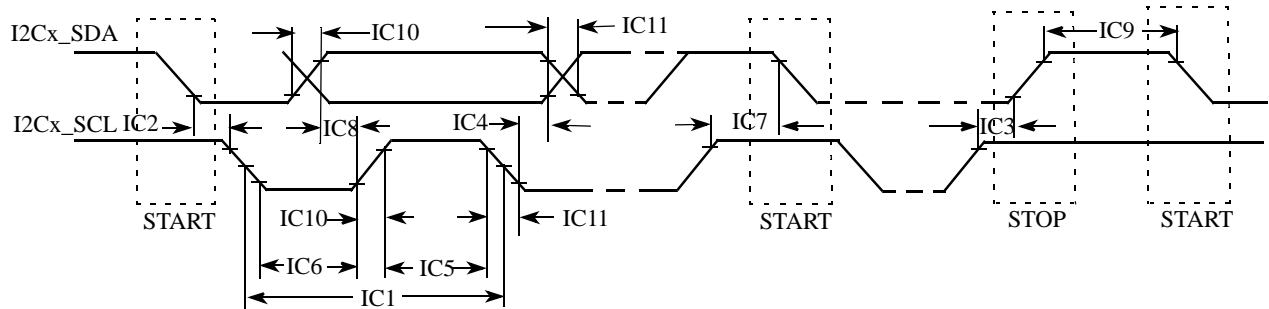 I2Cx_SDA IC10 IC11 IC9
I2Cx_SCL IC2 IC8 IC4 IC7 IC3
START IC10 IC11 START STOP START
IC6 IC5
IC1